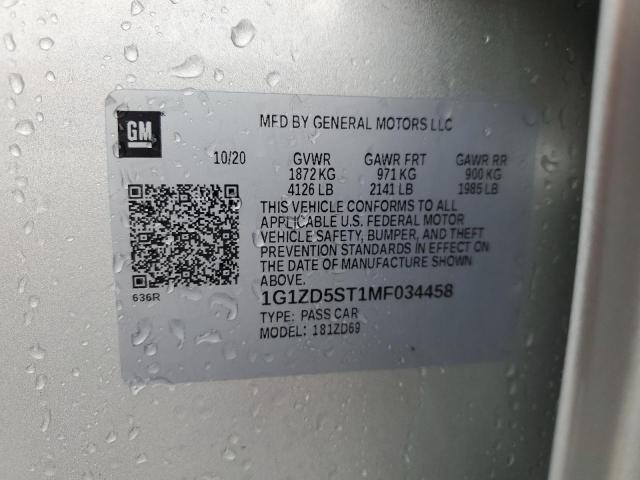 GM
MFD BY GENERAL MOTORS LLC
10/20 GVWR GAWR FRT GAWR RR
1872 KG 971 KG 900 KG
4126 LB 2141 LB 1985 LB
THIS VEHICLE CONFORMS TO ALL
APPLICABLE U.S. FEDERAL MOTOR
VEHICLE SAFETY, BUMPER, AND THEFT
PREVENTION STANDARDS IN EFFECT ON
THE DATE OF MANUFACTURE SHOWN
ABOVE.
636R
1G1ZD5ST1MF034458
TYPE: PASS CAR
MODEL: 181ZD69